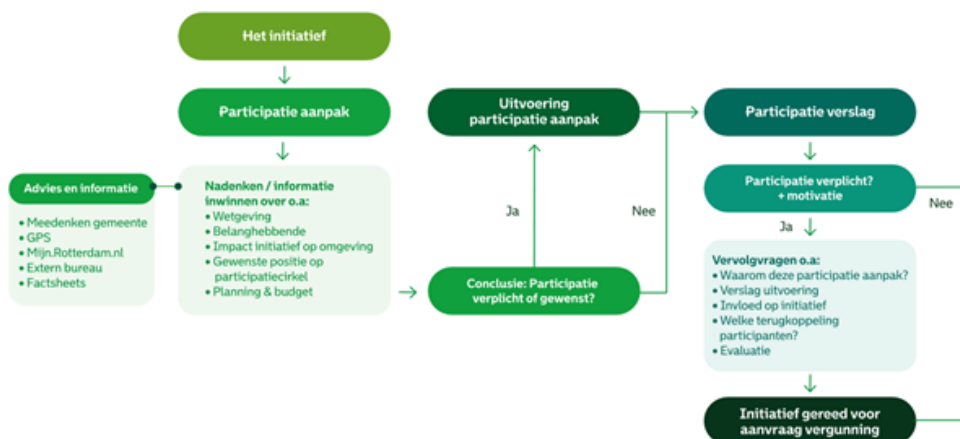 Het initiatief
Participatie aanpak
Advies en informatie
• Meedenken gemeente
• GPS
• Mijn.Rotterdam.nl
• Extern bureau
• Factsheets
Nadenken / informatie
inwinnen over o.a:
• Wetgeving
• Belanghebbende
• Impact initiatief op omgeving
• Gewenste positie op
participatiecirkel
• Planning & budget
Uitvoering
participatie aanpak
Ja
Nee
Conclusie: Participatie
verplicht of gewenst?
Participatie verslag
Participatie verplicht?
+ motivatie
Ja
Nee
Vervolgvragen o.a:
• Waarom deze participatie aanpak?
• Verslag uitvoering
• Invloed op initiatief
• Welke terugkoppeling
participanten?
• Evaluatie
Initiatief gereed voor
aanvraag vergunning